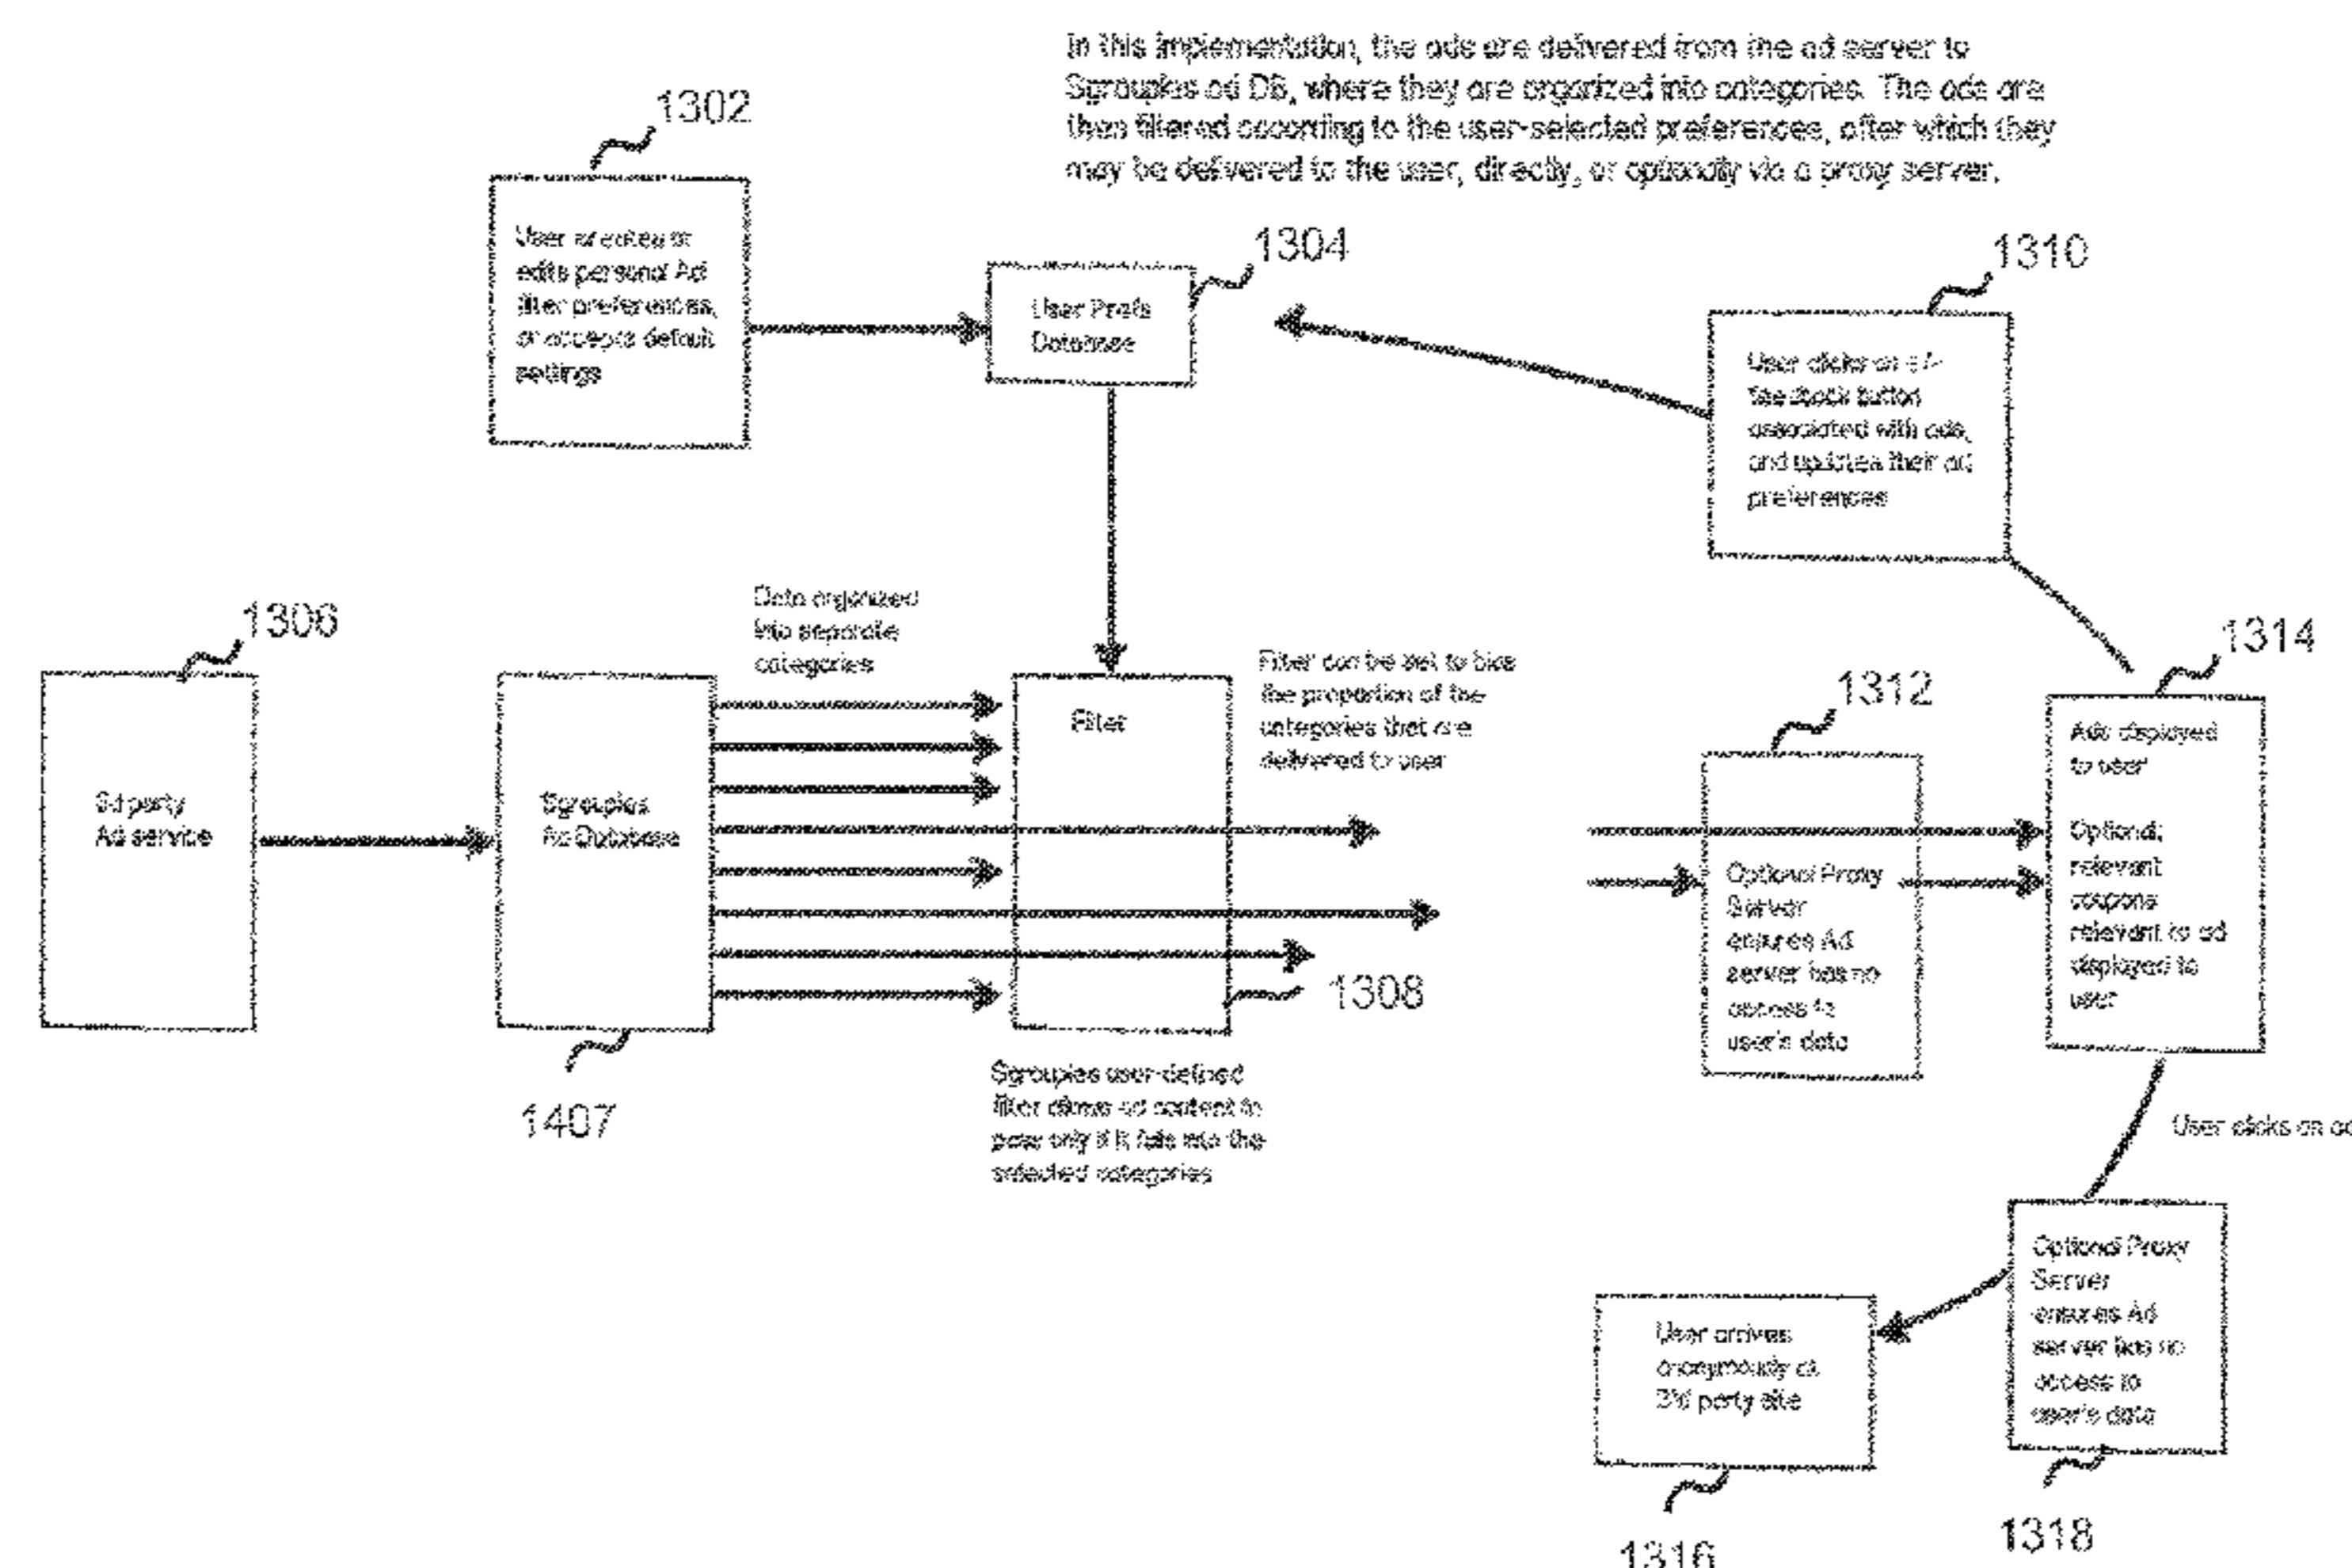 In this implementation, the ads are delivered from the ad server to
Sgrouples ad DB, where they are organized into categories. The ads are
then filtered according to the user-selected preferences, after which they
may be delivered to the user, directly, or optionally via a proxy server.
1302
User creates or
edits personal Ad
filter preferences,
or accepts default
settings
1304
User Prefs
Database
1310
User clicks on +/-
feedback button
associated with ads,
and updates their ad
preferences
1306
3d party
Ad service
Sgrouples
Ad Database
1407
Data organized
into separate
categories
Filter
1308
Sgrouples user-defined
filter allows ad content to
pass only if it falls into the
selected categories
Filter can be set to bias
the proportion of the
categories that are
delivered to user
1312
Optional Proxy
Server
ensures Ad
server has no
access to
user's data
1314
Ads displayed
to user
Optional:
relevant
coupons
relevant to ad
displayed to
user
User clicks on
Optional Proxy
Server
ensures Ad
server has no
access to
user's data
1318
User arrives
anonymously at
3rd party site
1316